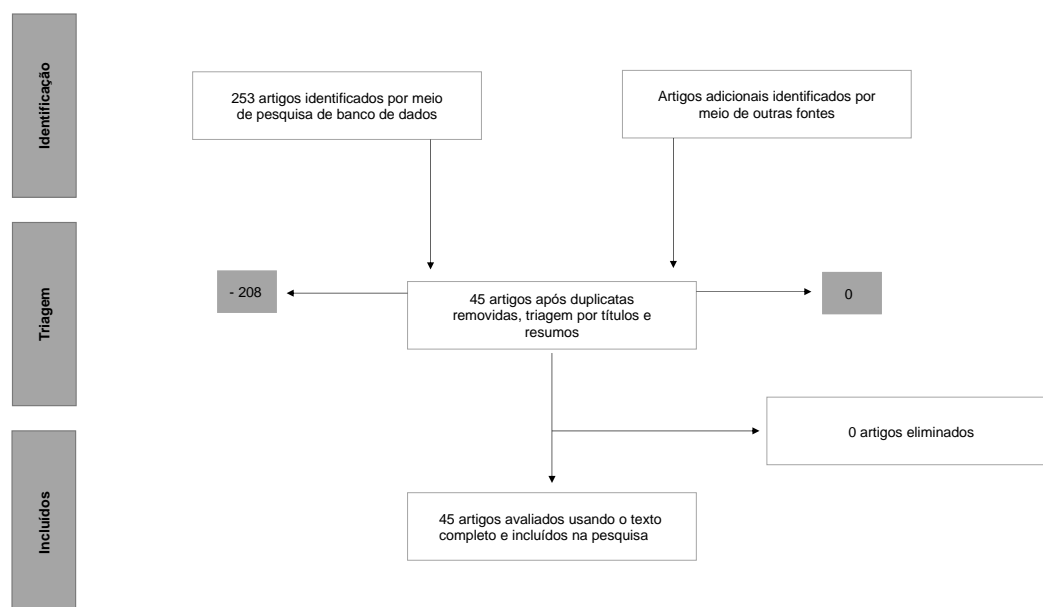 Identificação
253 artigos identificados por meio
de pesquisa de banco de dados
Artigos adicionais identificados por
meio de outras fontes
Triagem
- 208
45 artigos após duplicatas
removidas, triagem por títulos e
resumos
0
0 artigos eliminados
Incluídos
45 artigos avaliados usando o texto
completo e incluídos na pesquisa